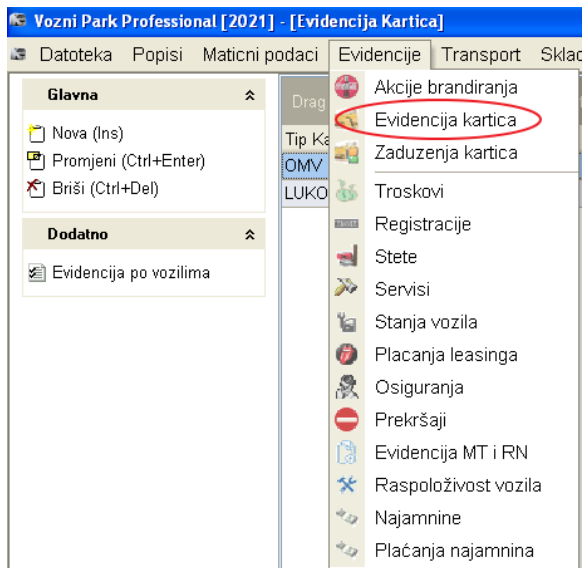 Vozni Park Professional [2021] - [Evidencija Kartica]
Datoteka Popisi Maticni podaci Evidencije Transport Sklad
Glavna
Nova (Ins)
Promjeni (Ctrl+Enter)
Briši (Ctrl+Del)
Dodatno
Evidencija po vozilima
Drag
Tip Ka
OMV
LUKO
Akcije brandiranja
Evidencija kartica
Zaduzenja kartica
Troskovi
Registracije
Stete
Servisi
Stanja vozila
Placanja leasinga
Osiguranja
Prekršaji
Evidencija MT i RN
Raspoloživost vozila
Najamnine
Plaćanja najamnina